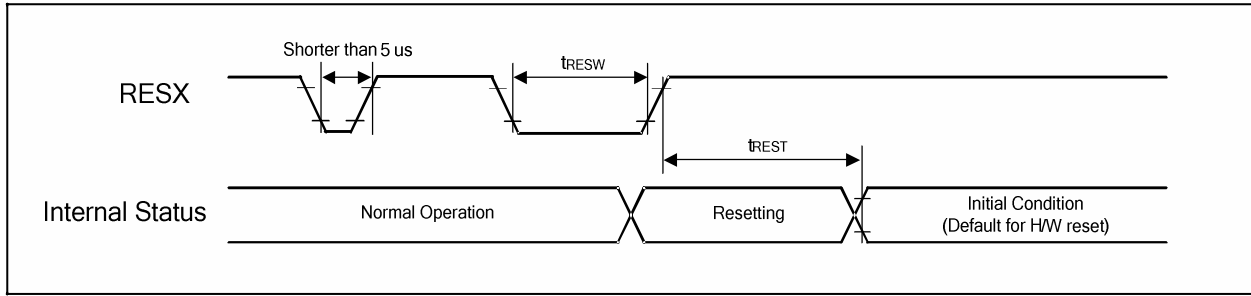 Shorter than 5 us
tRESW
RESX
tREST
Internal Status
Normal Operation
Resetting
Initial Condition
(Default for H/W reset)